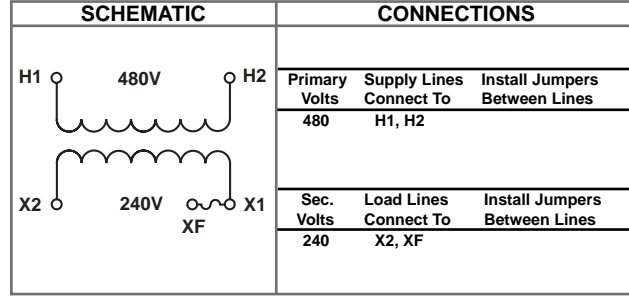 SCHEMATIC
H1
480V
H2
X2
240V
X1
XF
CONNECTIONS
Primary Supply Lines Install Jumpers
Volts Connect To Between Lines
480 H1, H2
Sec. Load Lines Install Jumpers
Volts Connect To Between Lines
240 X2, XF